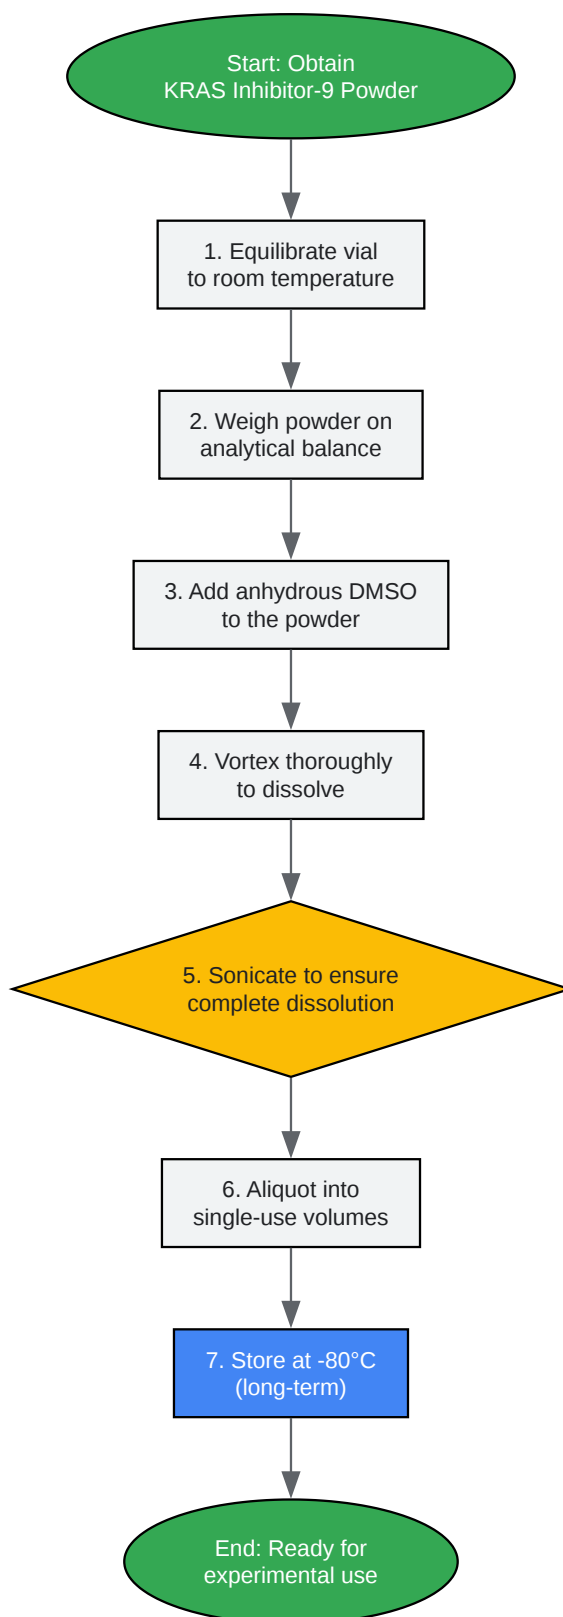 Start: Obtain
KRAS Inhibitor-9 Powder
1. Equilibrate vial
to room temperature
2. Weigh powder on
analytical balance
3. Add anhydrous DMSO
to the powder
4. Vortex thoroughly
to dissolve
5. Sonicate to ensure
complete dissolution
6. Aliquot into
single-use volumes
7. Store at -80°C
(long-term)
End: Ready for
experimental use